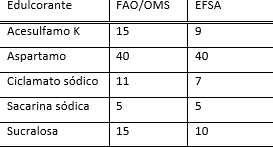 Edulcorante FAO/OMS EFSA
Acesulfamo K 15 9
Aspartamo 40 40
Ciclamato sódico 11 7
Sacarina sódica 5 5
Sucralosa 15 10